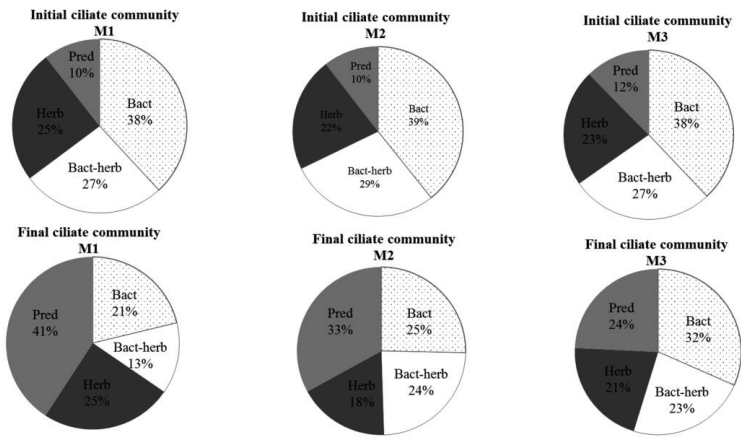 Initial ciliate community
M1
Pred
10%
Bact
38%
Herb
25%
Bact-herb
27%
Initial ciliate community
M2
Pred
10%
Bact
39%
Herb
22%
Bact-herb
29%
Initial ciliate community
M3
Pred
12%
Bact
38%
Herb
23%
Bact-herb
27%
Final ciliate community
M1
Pred
41%
Bact
21%
Bact-herb
13%
Herb
25%
Final ciliate community
M2
Pred
33%
Bact
25%
Herb
18%
Bact-herb
24%
Final ciliate community
M3
Pred
24%
Bact
32%
Herb
21%
Bact-herb
23%